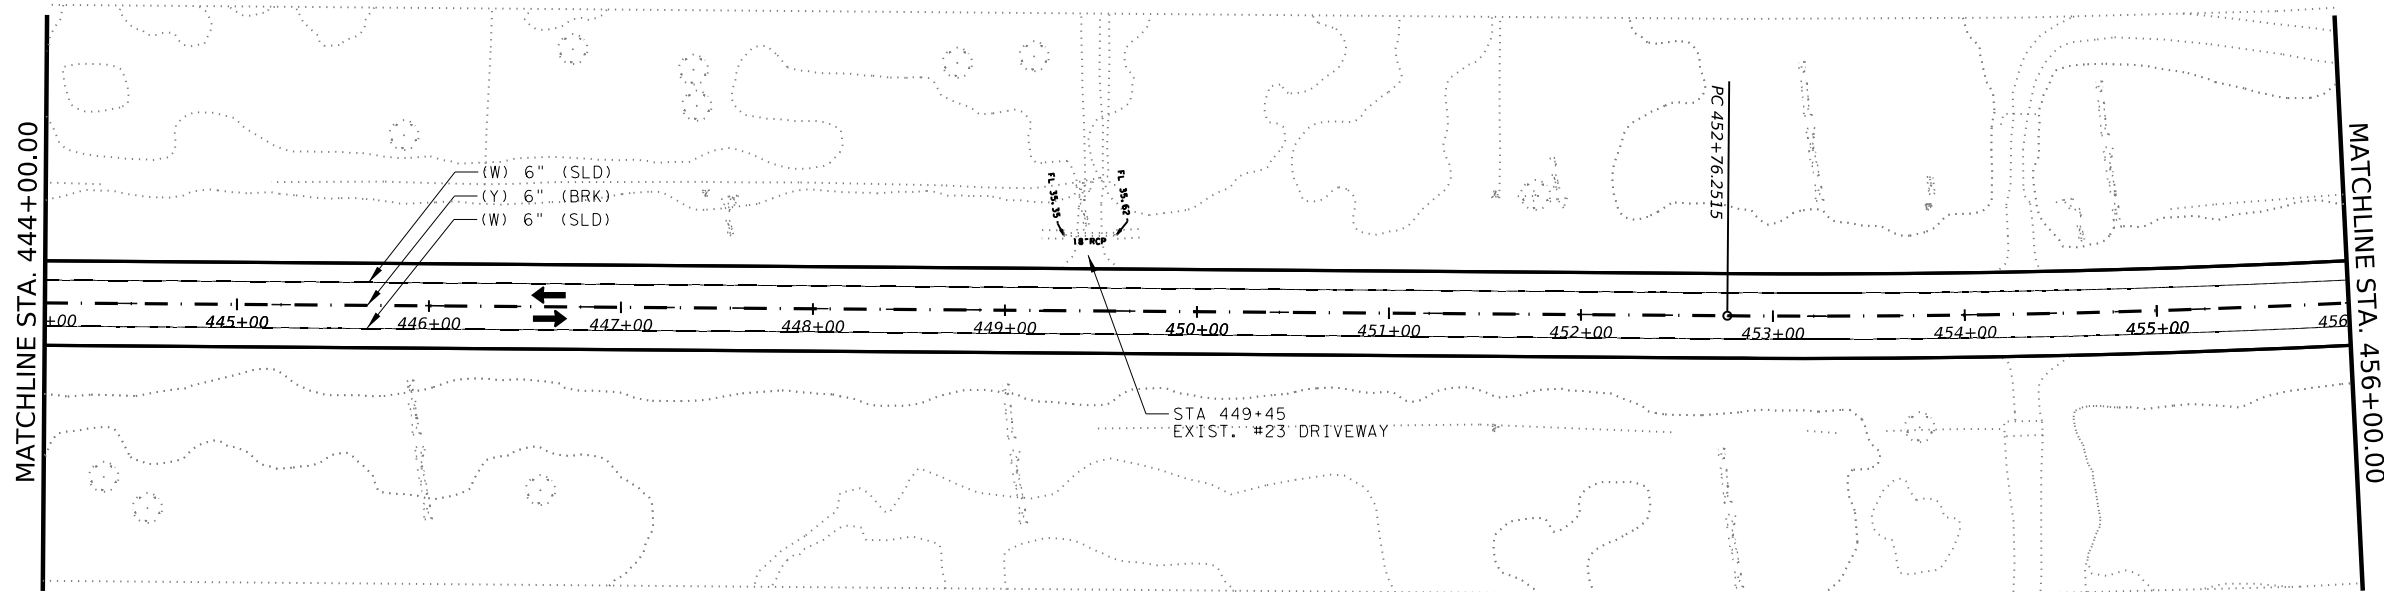 MATCHLINE STA. 444+00.00
(W) 6" (SLD)
(Y) 6" (BRK)
(W) 6" (SLD)
FL 35.35
FL 35.62
18"RCP
PC 452+76.2515
+00
445+00
446+00
447+00
448+00
449+00
450+00
451+00
452+00
453+00
454+00
455+00
456
STA 449+45
EXIST. #23 DRIVEWAY
MATCHLINE STA. 456+00.00